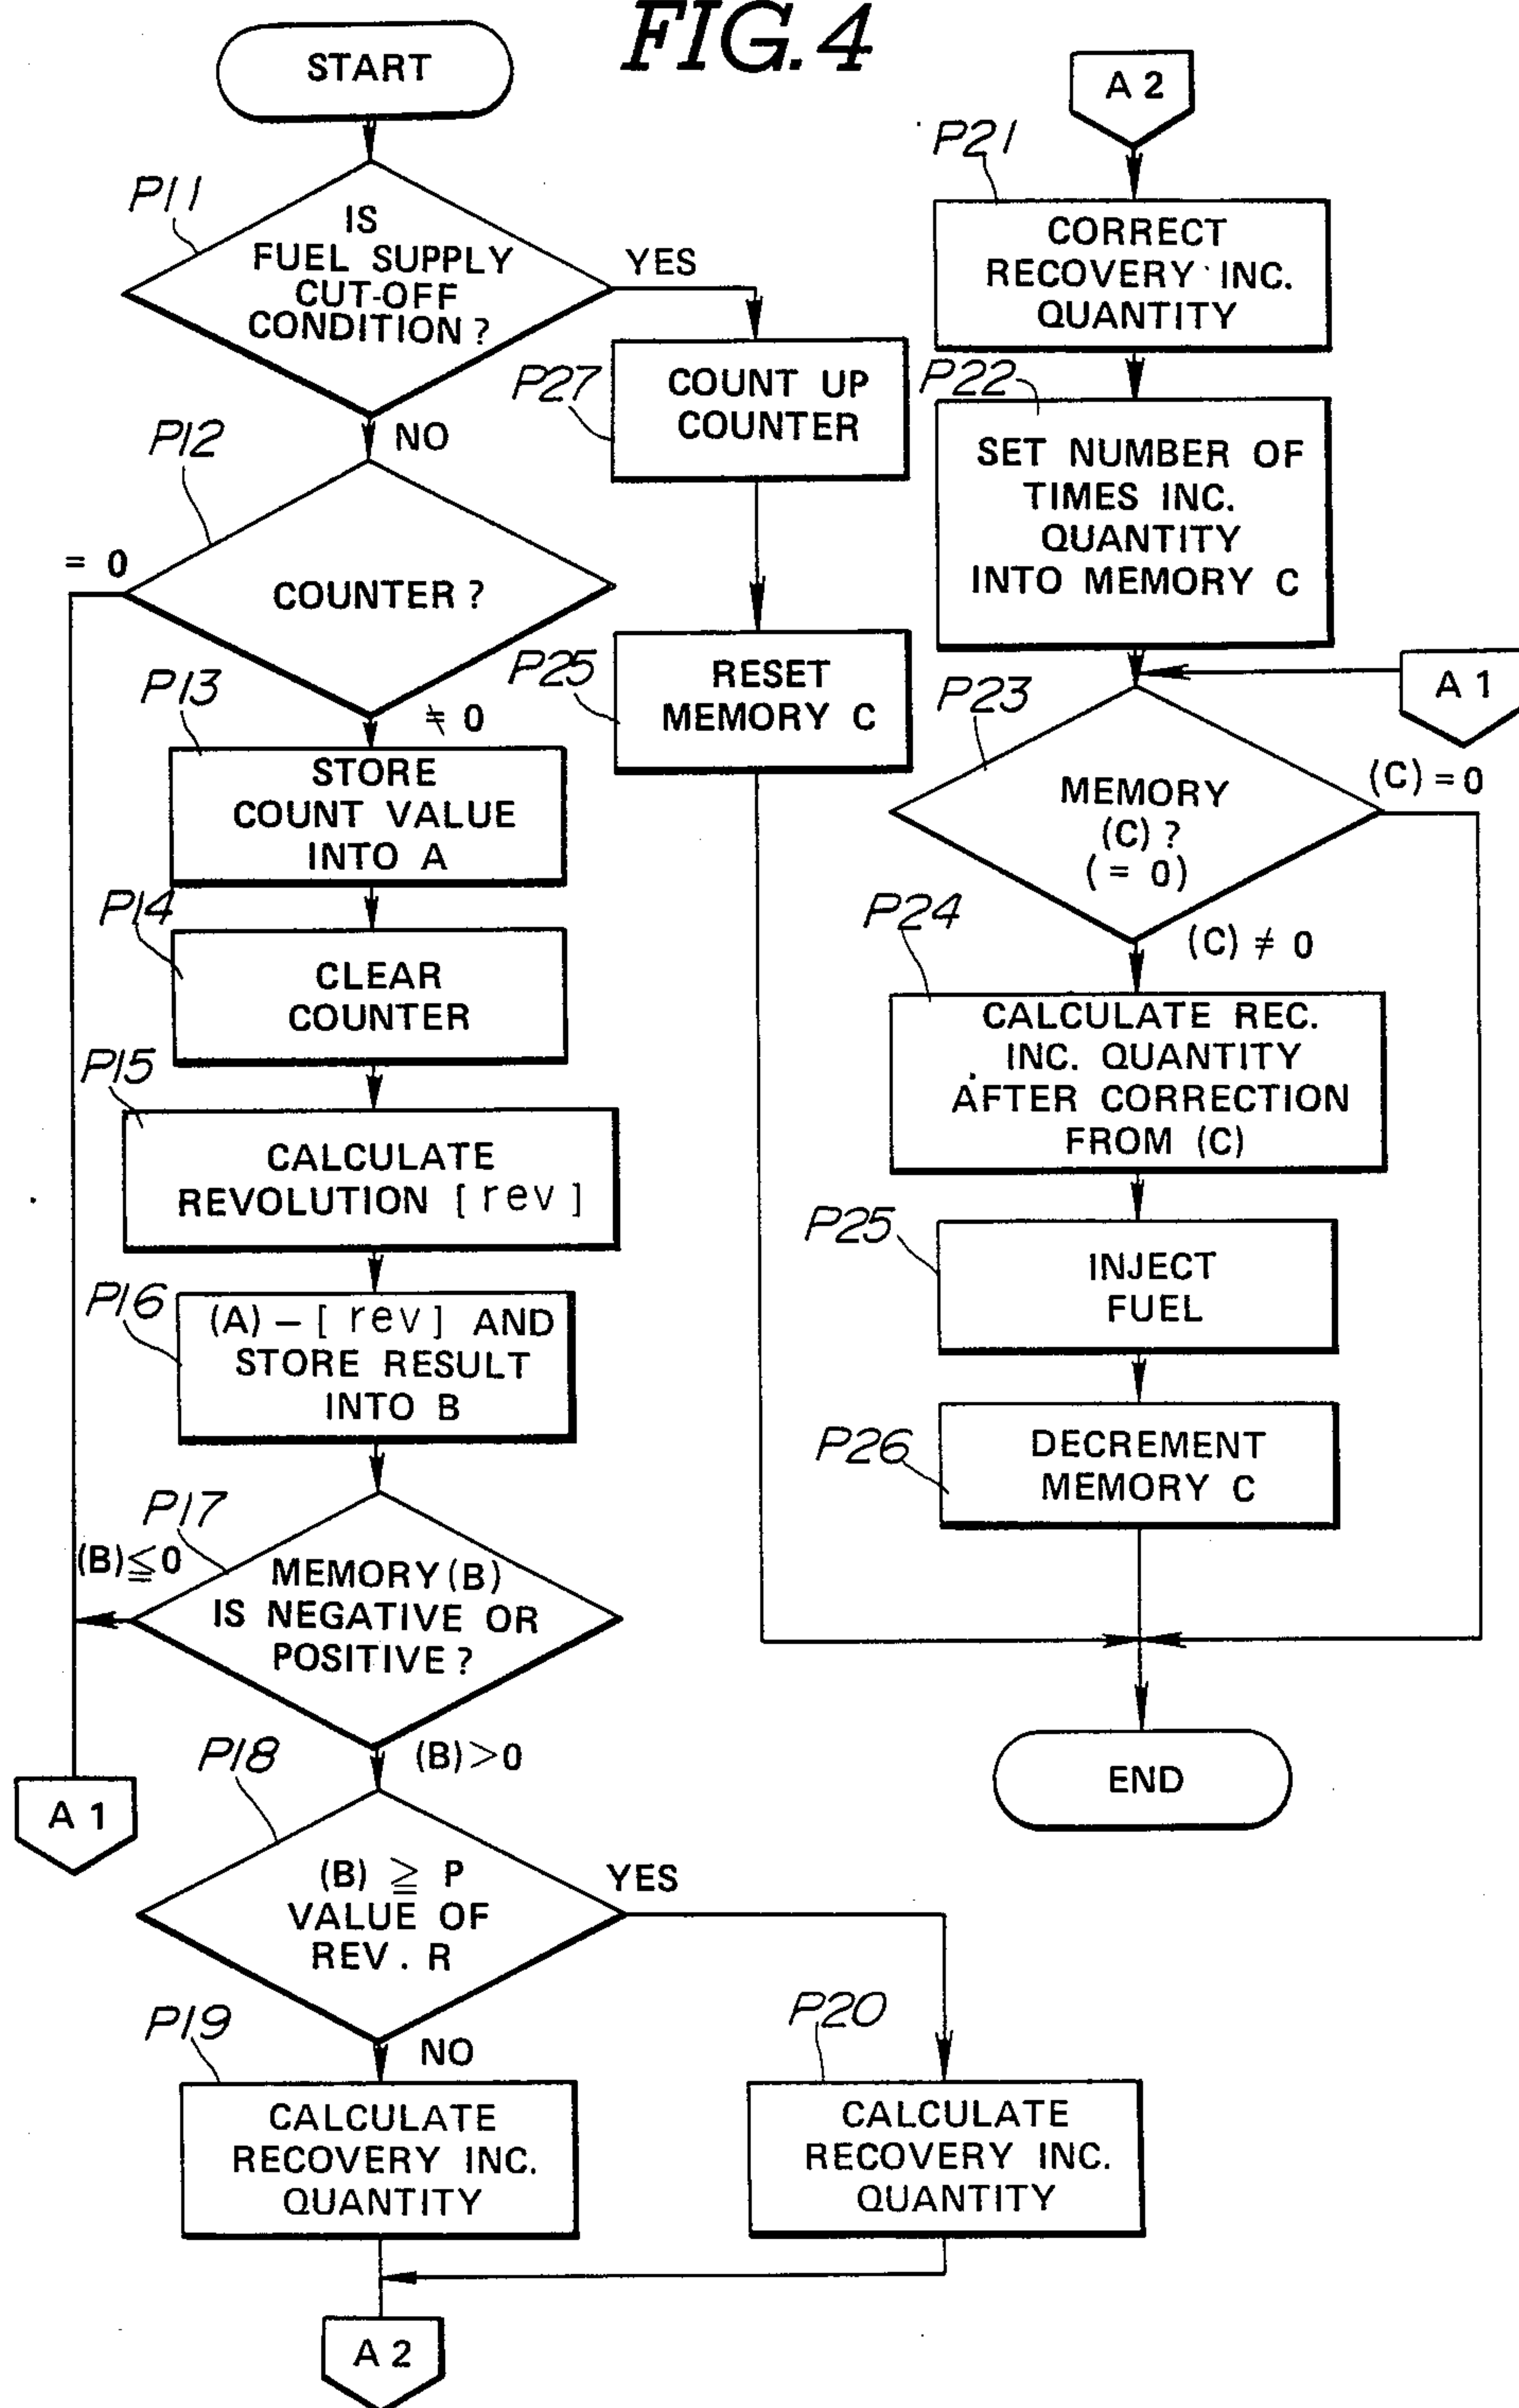 FIG. 4
START
P11
IS
FUEL SUPPLY
CUT-OFF
CONDITION ?
YES
NO
P27
COUNT UP
COUNTER
P12
= 0
COUNTER ?
≠ 0
P25
RESET
MEMORY C
P13
STORE
COUNT VALUE
INTO A
P14
CLEAR
COUNTER
P15
CALCULATE
REVOLUTION [rev]
P16
(A) – [rev] AND
STORE RESULT
INTO B
P17
(B)≦0
MEMORY (B)
IS NEGATIVE OR
POSITIVE ?
(B)>0
A 1
P18
(B) ≧ P
VALUE OF
REV. R
YES
NO
P19
CALCULATE
RECOVERY INC.
QUANTITY
P20
CALCULATE
RECOVERY INC.
QUANTITY
A 2
A 2
P21
CORRECT
RECOVERY INC.
QUANTITY
P22
SET NUMBER OF
TIMES INC.
QUANTITY
INTO MEMORY C
A 1
P23
MEMORY
(C) ?
( = 0)
(C) = 0
(C) ≠ 0
P24
CALCULATE REC.
INC. QUANTITY
AFTER CORRECTION
FROM (C)
P25
INJECT
FUEL
P26
DECREMENT
MEMORY C
END